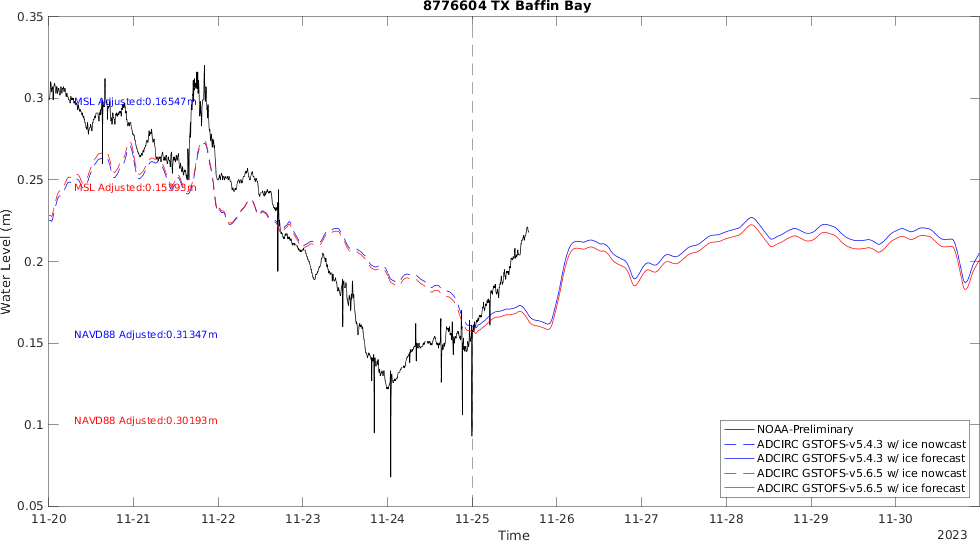 8776604 TX Baffin Bay
0.35
0.3
0.25
0.2
0.15
0.1
0.05
Water Level (m)
MSL Adjusted:0.16547m
MSL Adjusted:0.15393m
NAVD88 Adjusted:0.31347m
NAVD88 Adjusted:0.30193m
NOAA-Preliminary
ADCIRC GSTOFS-v5.4.3 w/ ice nowcast
ADCIRC GSTOFS-v5.4.3 w/ ice forecast
ADCIRC GSTOFS-v5.6.5 w/ ice nowcast
ADCIRC GSTOFS-v5.6.5 w/ ice forecast
11-20 11-21 11-22 11-23 11-24 11-25 11-26 11-27 11-28 11-29 11-30
Time
2023